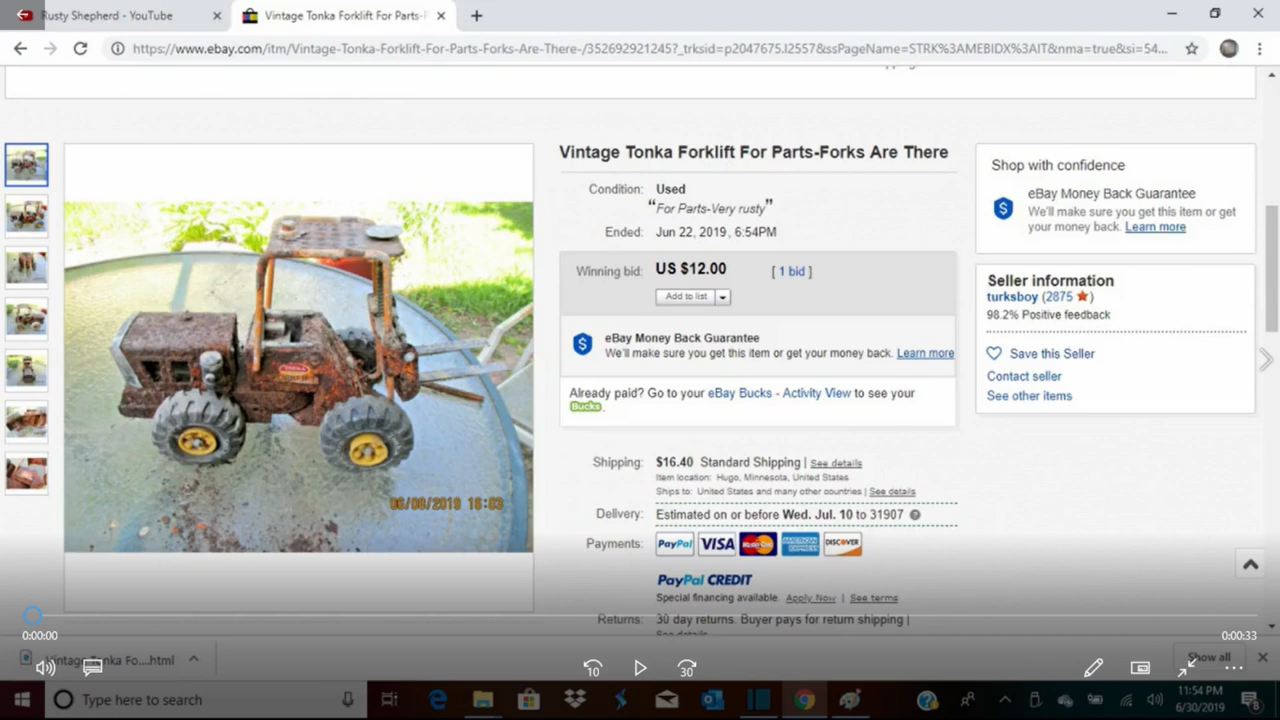 Rusty Shepherd - YouTube
Vintage Tonka Forklift For Parts-F
https://www.ebay.com/itm/Vintage-Tonka-Forklift-For-Parts-Forks-Are-There-/352692921245?_trksid=p2047675.l2557&ssPageName=STRK%3AMEBIDX%3AIT&nma=true&si=54...
Vintage Tonka Forklift For Parts-Forks Are There
Condition: Used
"For Parts-Very rusty"
Ended: Jun 22, 2019 , 6:54PM
Winning bid: US $12.00 [ 1 bid ]
Add to list
eBay Money Back Guarantee
We'll make sure you get this item or get your money back. Learn more
Already paid? Go to your eBay Bucks - Activity View to see your
Bucks.
Shipping: $16.40 Standard Shipping | See details
Item location: Hugo, Minnesota, United States
Ships to: United States and many other countries | See details
Delivery: Estimated on or before Wed. Jul. 10 to 31907
Payments: PayPal VISA MasterCard AMERICAN EXPRESS DISCOVER
PayPal CREDIT
Special financing available. Apply Now | See terms
Returns: 30 day returns. Buyer pays for return shipping |
See details
Shop with confidence
eBay Money Back Guarantee
We'll make sure you get this item or get
your money back. Learn more
Seller information
turksboy (2875 )
98.2% Positive feedback
Save this Seller
Contact seller
See other items
TONKA
06/08/2019 16:03
0:00:00
0:00:33
10
30
Vintage Tonka Fo....html
Show all
Type here to search
11:54 PM
6/30/2019
8